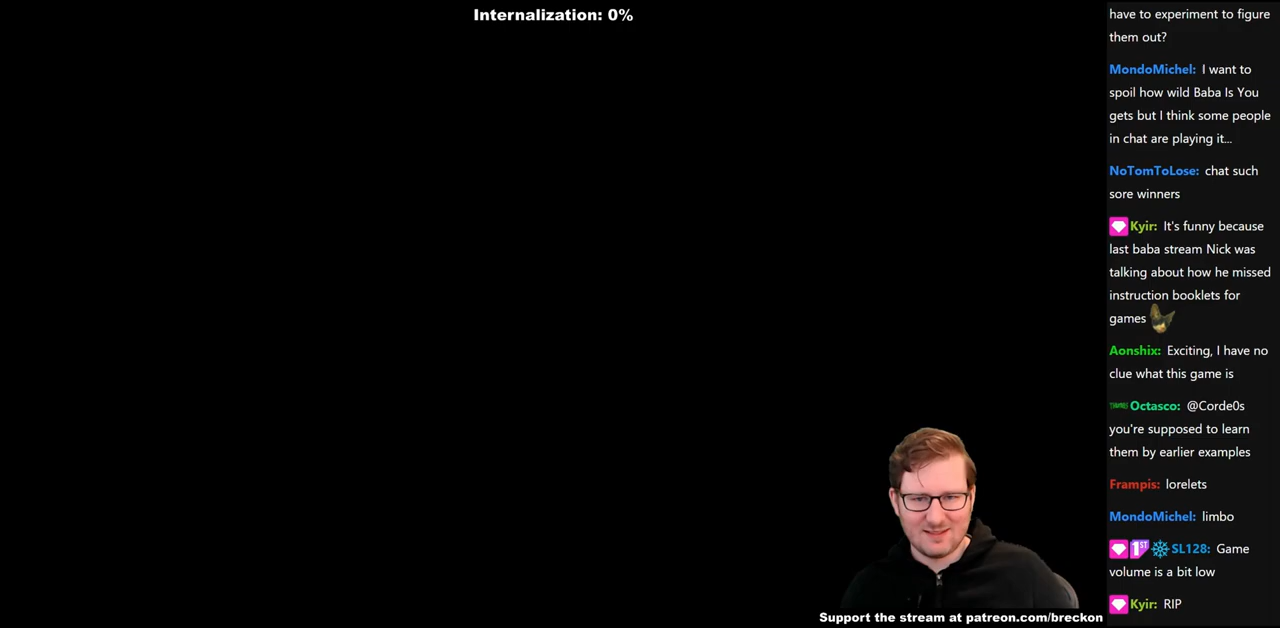 Internalization: 0%
have to experiment to figure
them out?
MondoMichel: I want to
spoil how wild Baba Is You
gets but I think some people
in chat are playing it...
NoTomToLose: chat such
sore winners
Kyir: It's funny because
last baba stream Nick was
talking about how he missed
instruction booklets for
games
Aonshix: Exciting, I have no
clue what this game is
Octasco: @Corde0s
you're supposed to learn
them by earlier examples
Frampis: lorelets
MondoMichel: limbo
1ST SL128: Game
volume is a bit low
Kyir: RIP
Support the stream at patreon.com/breckon